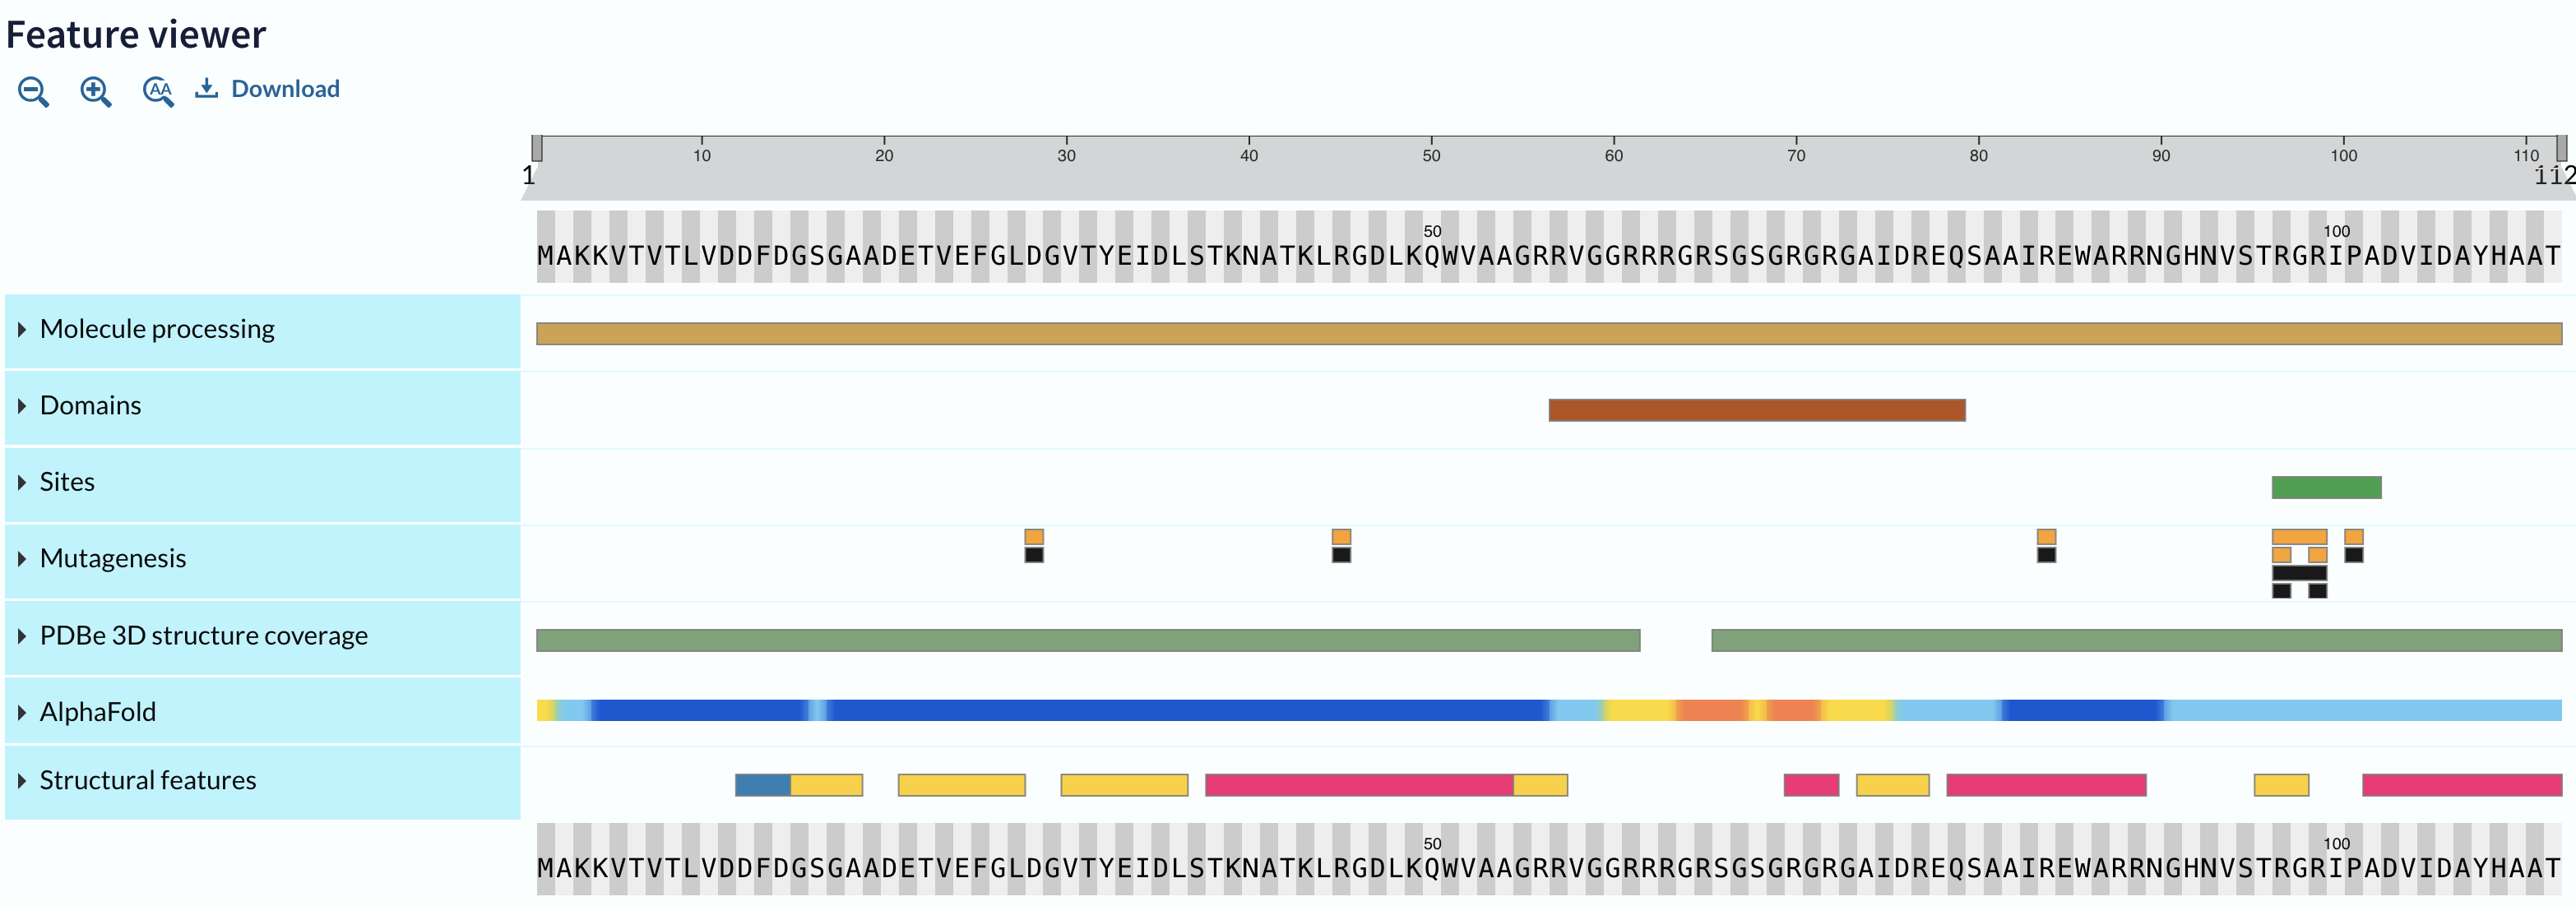 Feature viewer
AA Download
10 20 30 40 50 60 70 80 90 100 110
1 112
50 100
MAKKVTVTLVDDFDGSGAADETVEFGLDGVTYEIDLSTKNATKLRGDLKQWVAAGRRVGGRRRGRSGSGRGRGAIDREQSAAIREWARRNGHNVSTRGRIPADVIDAYHAAT
Molecule processing
Domains
Sites
Mutagenesis
PDBe 3D structure coverage
AlphaFold
Structural features
50 100
MAKKVTVTLVDDFDGSGAADETVEFGLDGVTYEIDLSTKNATKLRGDLKQWVAAGRRVGGRRRGRSGSGRGRGAIDREQSAAIREWARRNGHNVSTRGRIPADVIDAYHAAT